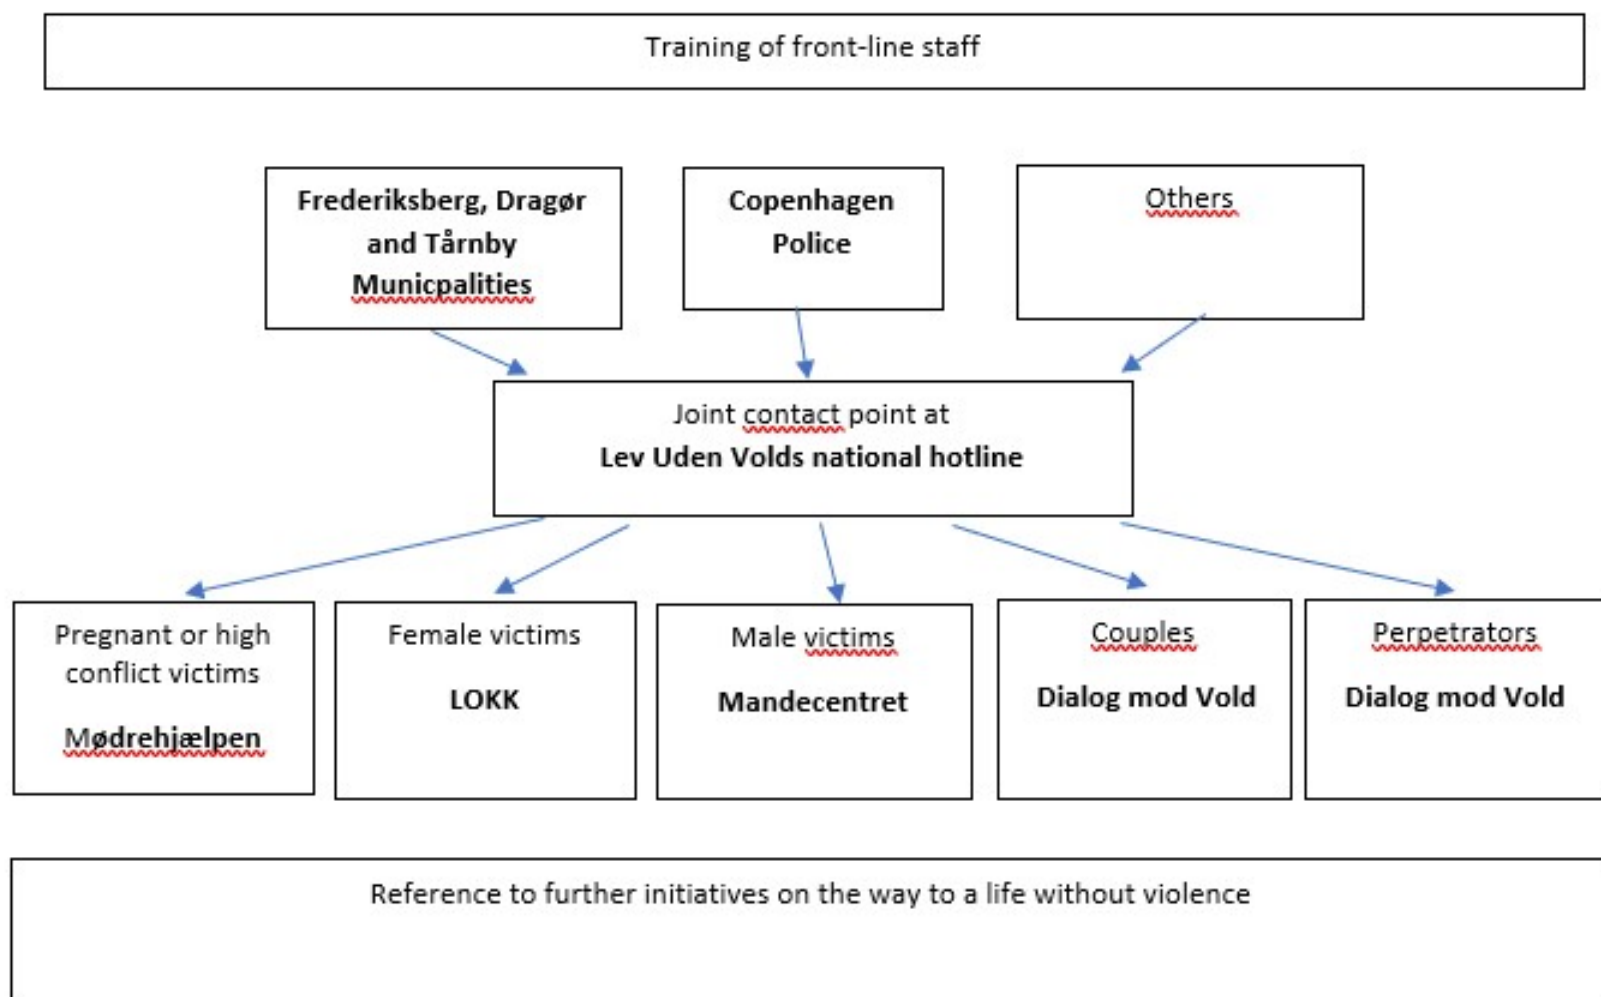 Training of front-line staff
Frederiksberg, Dragør
and Tårnby
Municpalities
Copenhagen
Police
Others
Joint contact point at
Lev Uden Volds national hotline
Pregnant or high
conflict victims
Mødrehjælpen
Female victims
LOKK
Male victims
Mandecentret
Couples
Dialog mod Vold
Perpetrators
Dialog mod Vold
Reference to further initiatives on the way to a life without violence